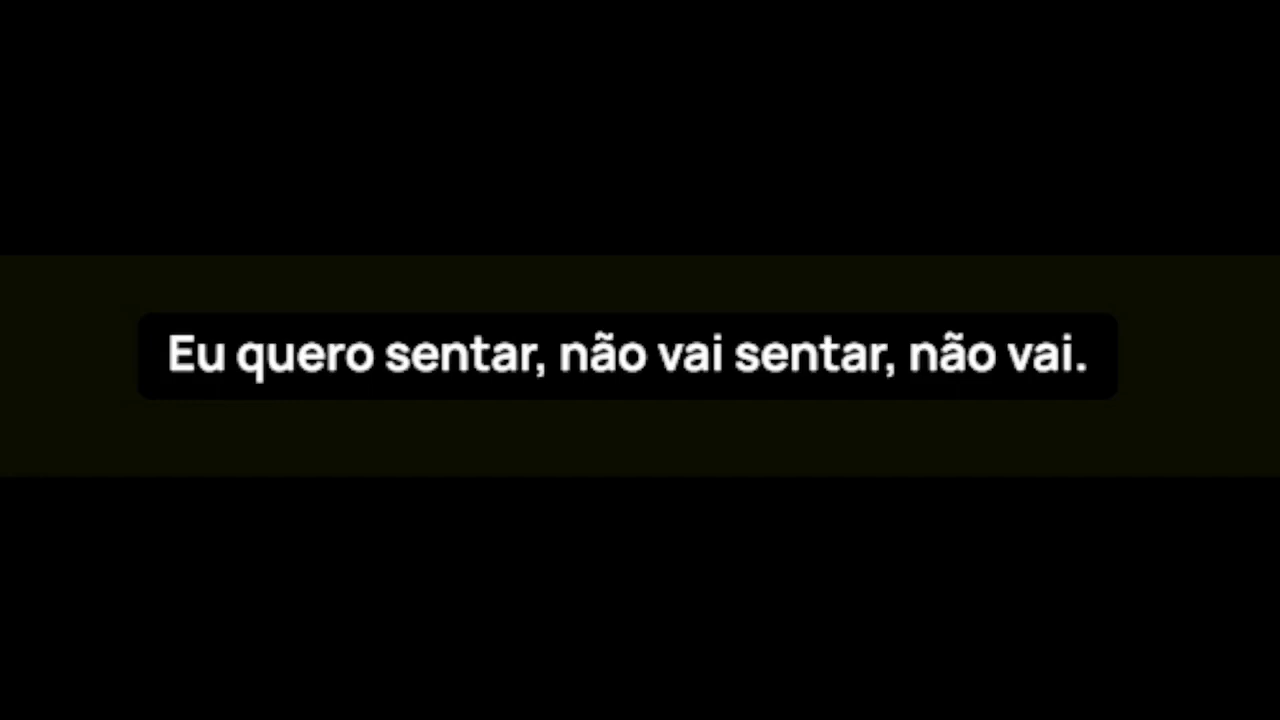 Eu quero sentar, não vai sentar, não vai.